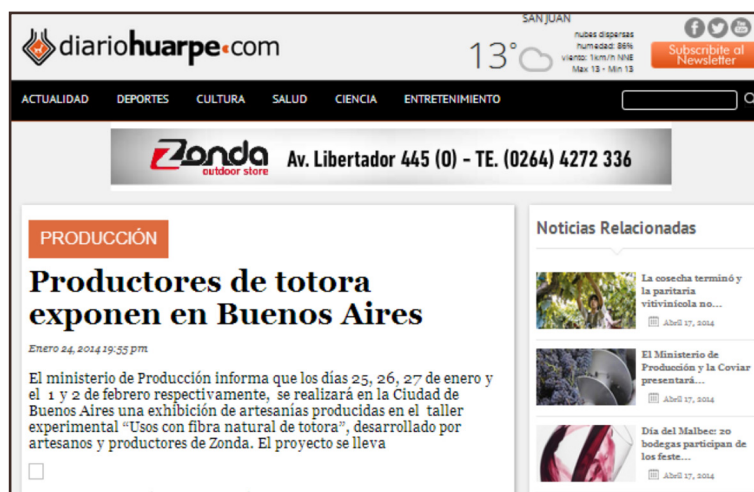 diariohuarpe.com
SAN JUAN
13°
nubes dispersas
humedad: 86%
viento: 1km/h NNE
Max 13 - Min 13
Subscribite al
Newsletter
ACTUALIDAD DEPORTES CULTURA SALUD CIENCIA ENTRETENIMIENTO
Zonda
outdoor store
Av. Libertador 445 (O) - TE. (0264) 4272 336
PRODUCCIÓN
Productores de totora
exponen en Buenos Aires
Enero 24, 2014 19:55 pm
El ministerio de Producción informa que los días 25, 26, 27 de enero y
el 1 y 2 de febrero respectivamente, se realizará en la Ciudad de
Buenos Aires una exhibición de artesanías producidas en el taller
experimental “Usos con fibra natural de totora”, desarrollado por
artesanos y productores de Zonda. El proyecto se lleva
Noticias Relacionadas
La cosecha terminó y
la paritaria
vitivinícola no...
Abril 17, 2014
El Ministerio de
Producción y la Coviar
presentará...
Abril 17, 2014
Día del Malbec: 20
bodegas participan de
los feste...
Abril 17, 2014